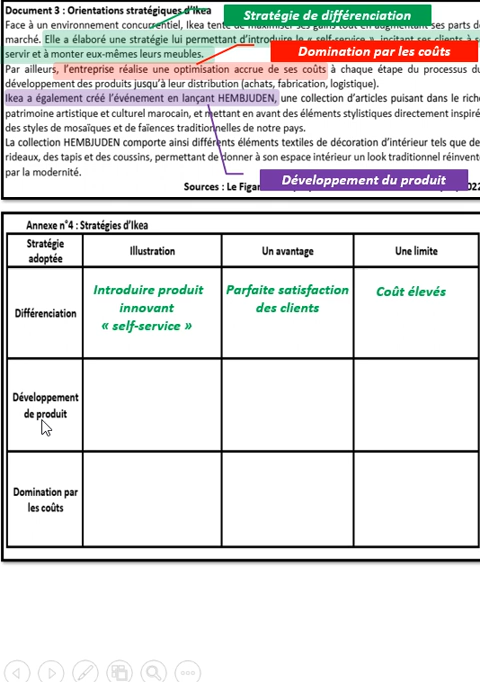 Document 3 : Orientations stratégiques d'Ikea
Stratégie de différenciation
Face à un environnement concurrentiel, Ikea tente de maximiser ses gains tout en augmentant ses parts de
marché. Elle a élaboré une stratégie lui permettant d'introduire le « self-service », incitant ses clients à se
servir et à monter eux-mêmes leurs meubles.
Domination par les coûts
Par ailleurs, l'entreprise réalise une optimisation accrue de ses coûts à chaque étape du processus du
développement des produits jusqu'à leur distribution (achats, fabrication, logistique).
Ikea a également créé l'événement en lançant HEMBJUDEN, une collection d'articles puisant dans le riche
patrimoine artistique et culturel marocain, et mettant en avant des éléments stylistiques directement inspiré
des styles de mosaïques et de faïences traditionnelles de notre pays.
La collection HEMBJUDEN comporte ainsi différents éléments textiles de décoration d'intérieur tels que de
rideaux, des tapis et des coussins, permettant de donner à son espace intérieur un look traditionnel réinvent
par la modernité.
Développement du produit
Sources : Le Figar 2022
Annexe n°4 : Stratégies d'Ikea
Stratégie
adoptée
Illustration
Un avantage
Une limite
Différenciation
Introduire produit
innovant
« self-service »
Parfaite satisfaction
des clients
Coût élevés
Développement
de produit
Domination par
les coûts